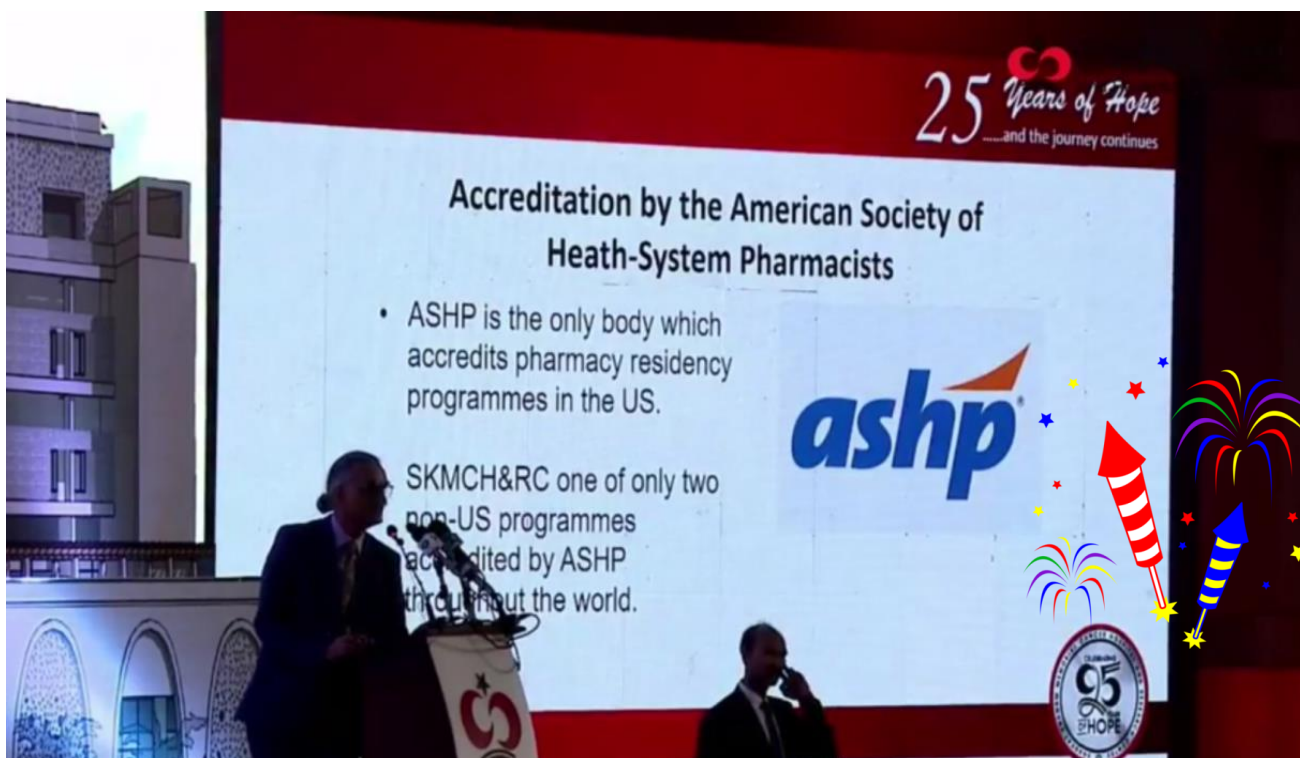 25 Years of Hope
.....and the journey continues
Accreditation by the American Society of
Heath-System Pharmacists
• ASHP is the only body which
accredits pharmacy residency
programmes in the US.
ashp®
SKMCH&RC one of only two
non-US programmes
accredited by ASHP
throughout the world.
CELEBRATING
25
OF HOPE